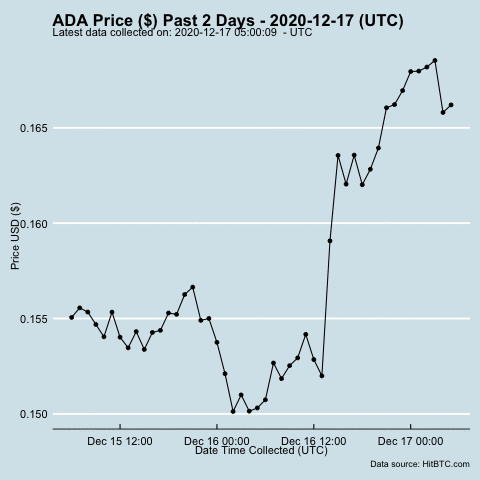 ADA Price ($) Past 2 Days - 2020-12-17 (UTC)
Latest data collected on: 2020-12-17 05:00:09 - UTC
Price USD ($)
0.165
0.160
0.155
0.150
Dec 15 12:00 Dec 16 00:00 Dec 16 12:00 Dec 17 00:00
Date Time Collected (UTC)
Data source: HitBTC.com